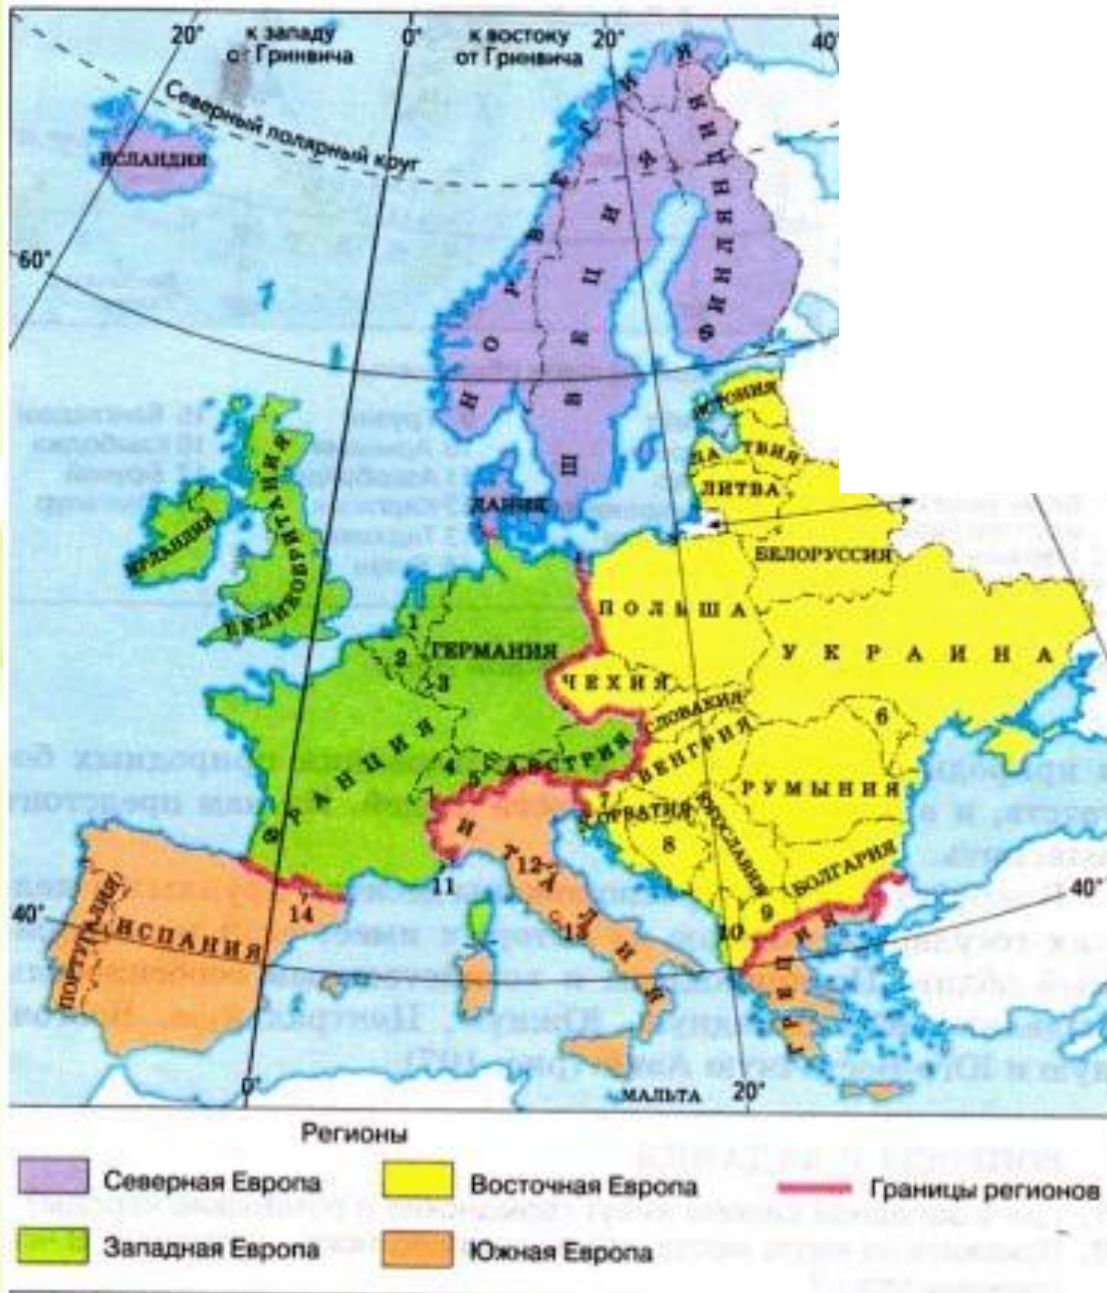 20°
к западу
от Гринвича
0°
к востоку
от Гринвича
20°
40°
Северный полярный круг
ИСЛАНДИЯ
60°
НОРВЕГИЯ
ШВЕЦИЯ
ФИНЛЯНДИЯ
ЭСТОНИЯ
ЛАТВИЯ
ЛИТВА
ДАНИЯ
ИРЛАНДИЯ
ВЕЛИКОБРИТАНИЯ
БЕЛОРУССИЯ
1
ПОЛЬША
2
ГЕРМАНИЯ
УКРАИНА
3
ЧЕХИЯ
СЛОВАКИЯ
6
ФРАНЦИЯ
4
5
АВСТРИЯ
ВЕНГРИЯ
7
РУМЫНИЯ
ХОРВАТИЯ
8
ЮГОСЛАВИЯ
БОЛГАРИЯ
ИТАЛИЯ
12
11
13
14
9
10
40°
40°
ПОРТУГАЛИЯ
ИСПАНИЯ
ГРЕЦИЯ
0°
МАЛЬТА
20°
Регионы
Северная Европа
Восточная Европа
Границы регионов
Западная Европа
Южная Европа